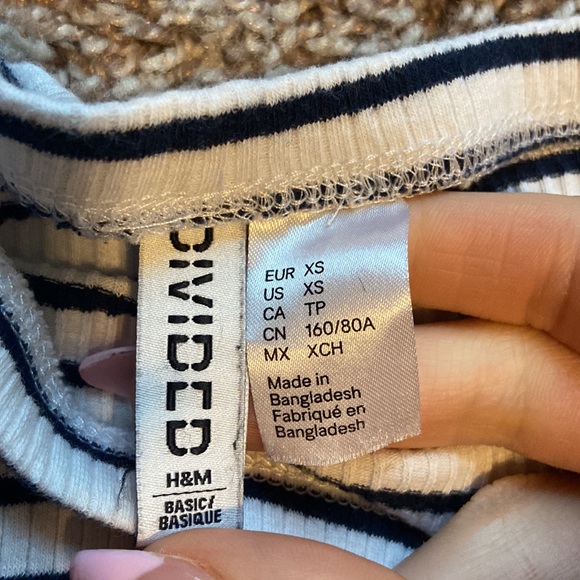 DIVIDED
H&M
BASIC/
BASIQUE
EUR XS
US XS
CA TP
CN 160/80A
MX XCH
Made in
Bangladesh
Fabriqué en
Bangladesh